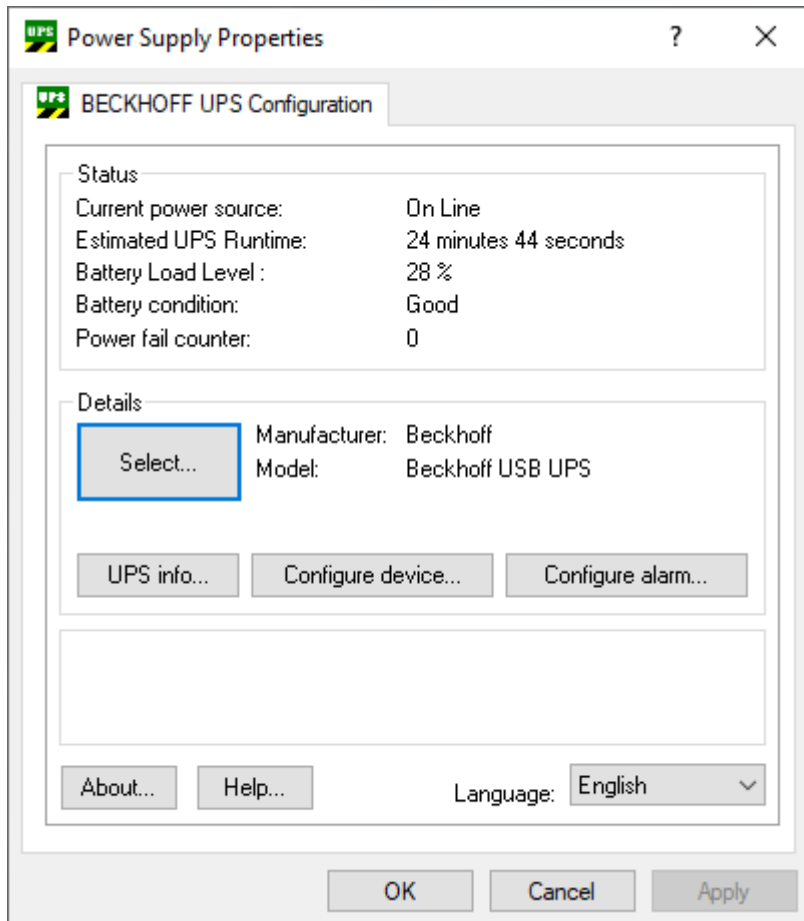 UPS Power Supply Properties ?
UPS BECKHOFF UPS Configuration
Status
Current power source: On Line
Estimated UPS Runtime: 24 minutes 44 seconds
Battery Load Level : 28 %
Battery condition: Good
Power fail counter: 0
Details
Select... Manufacturer: Beckhoff
Model: Beckhoff USB UPS
UPS info... Configure device... Configure alarm...
About... Help... Language: English
OK Cancel Apply